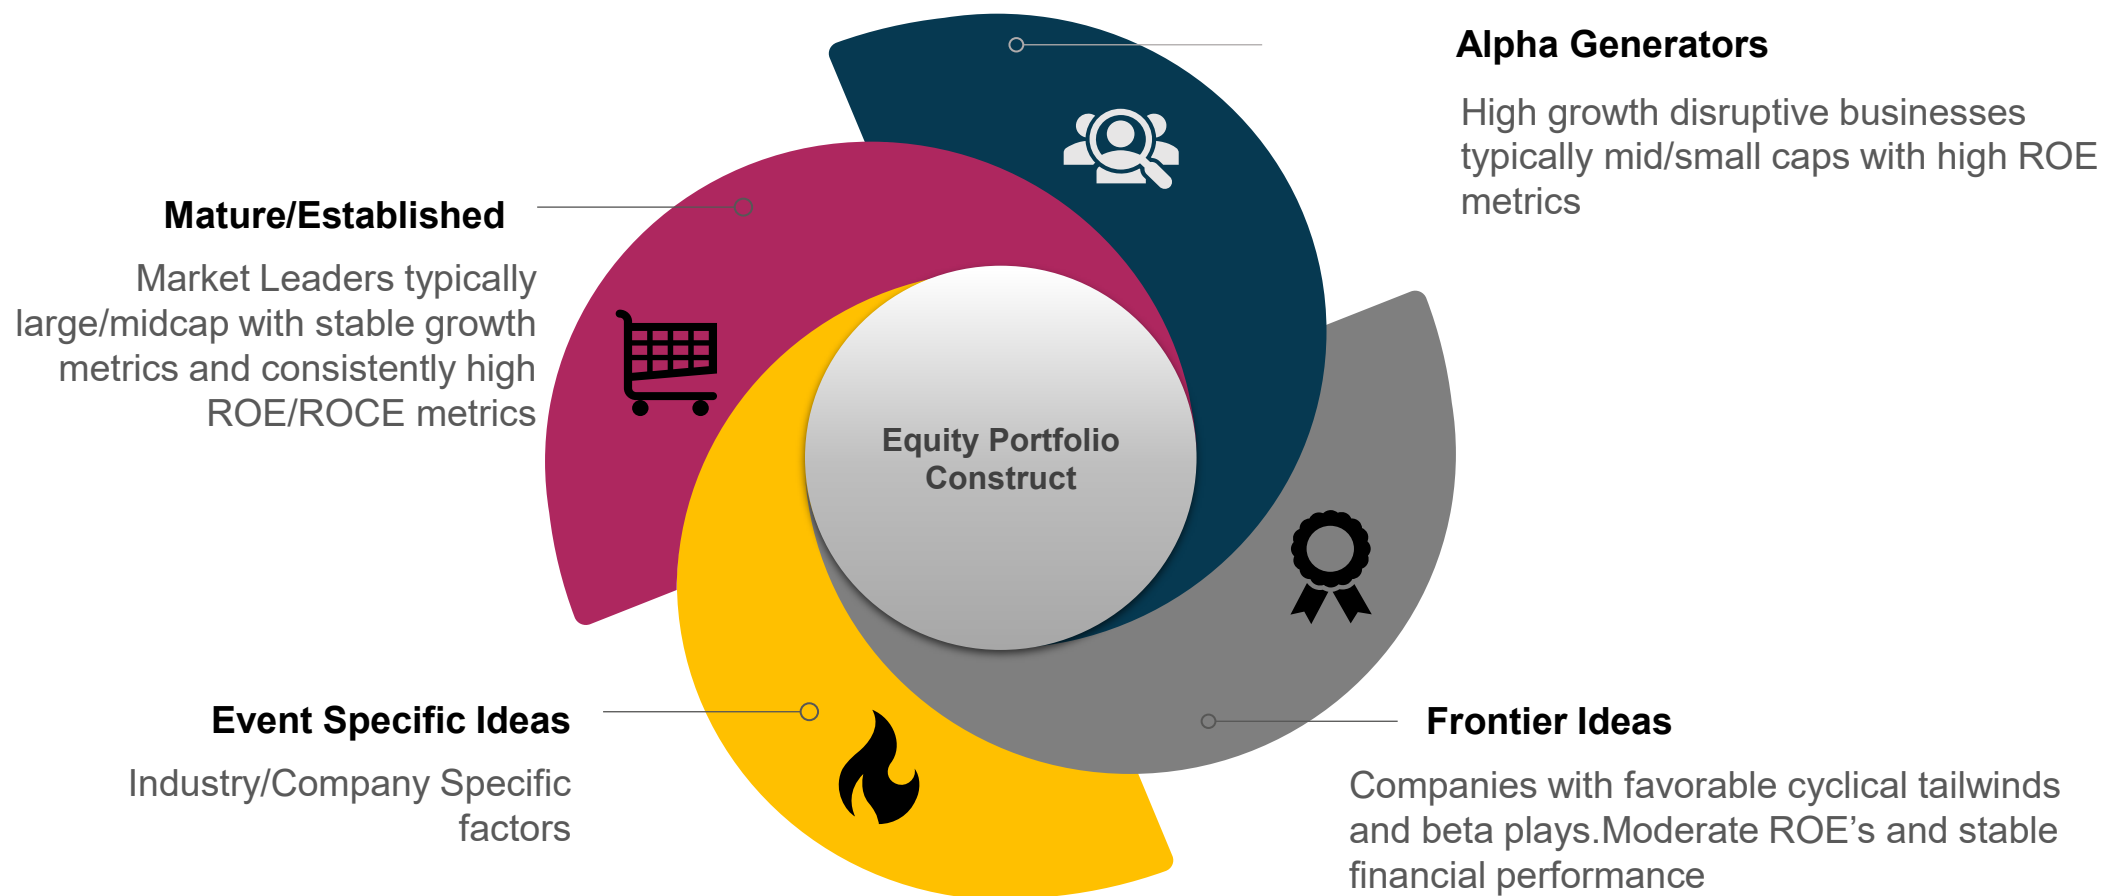 Alpha Generators
High growth disruptive businesses
typically mid/small caps with high ROE
metrics
Mature/Established
Market Leaders typically
large/midcap with stable growth
metrics and consistently high
ROE/ROCE metrics
Equity Portfolio
Construct
Event Specific Ideas
Industry/Company Specific
factors
Frontier Ideas
Companies with favorable cyclical tailwinds
and beta plays.Moderate ROE’s and stable
financial performance